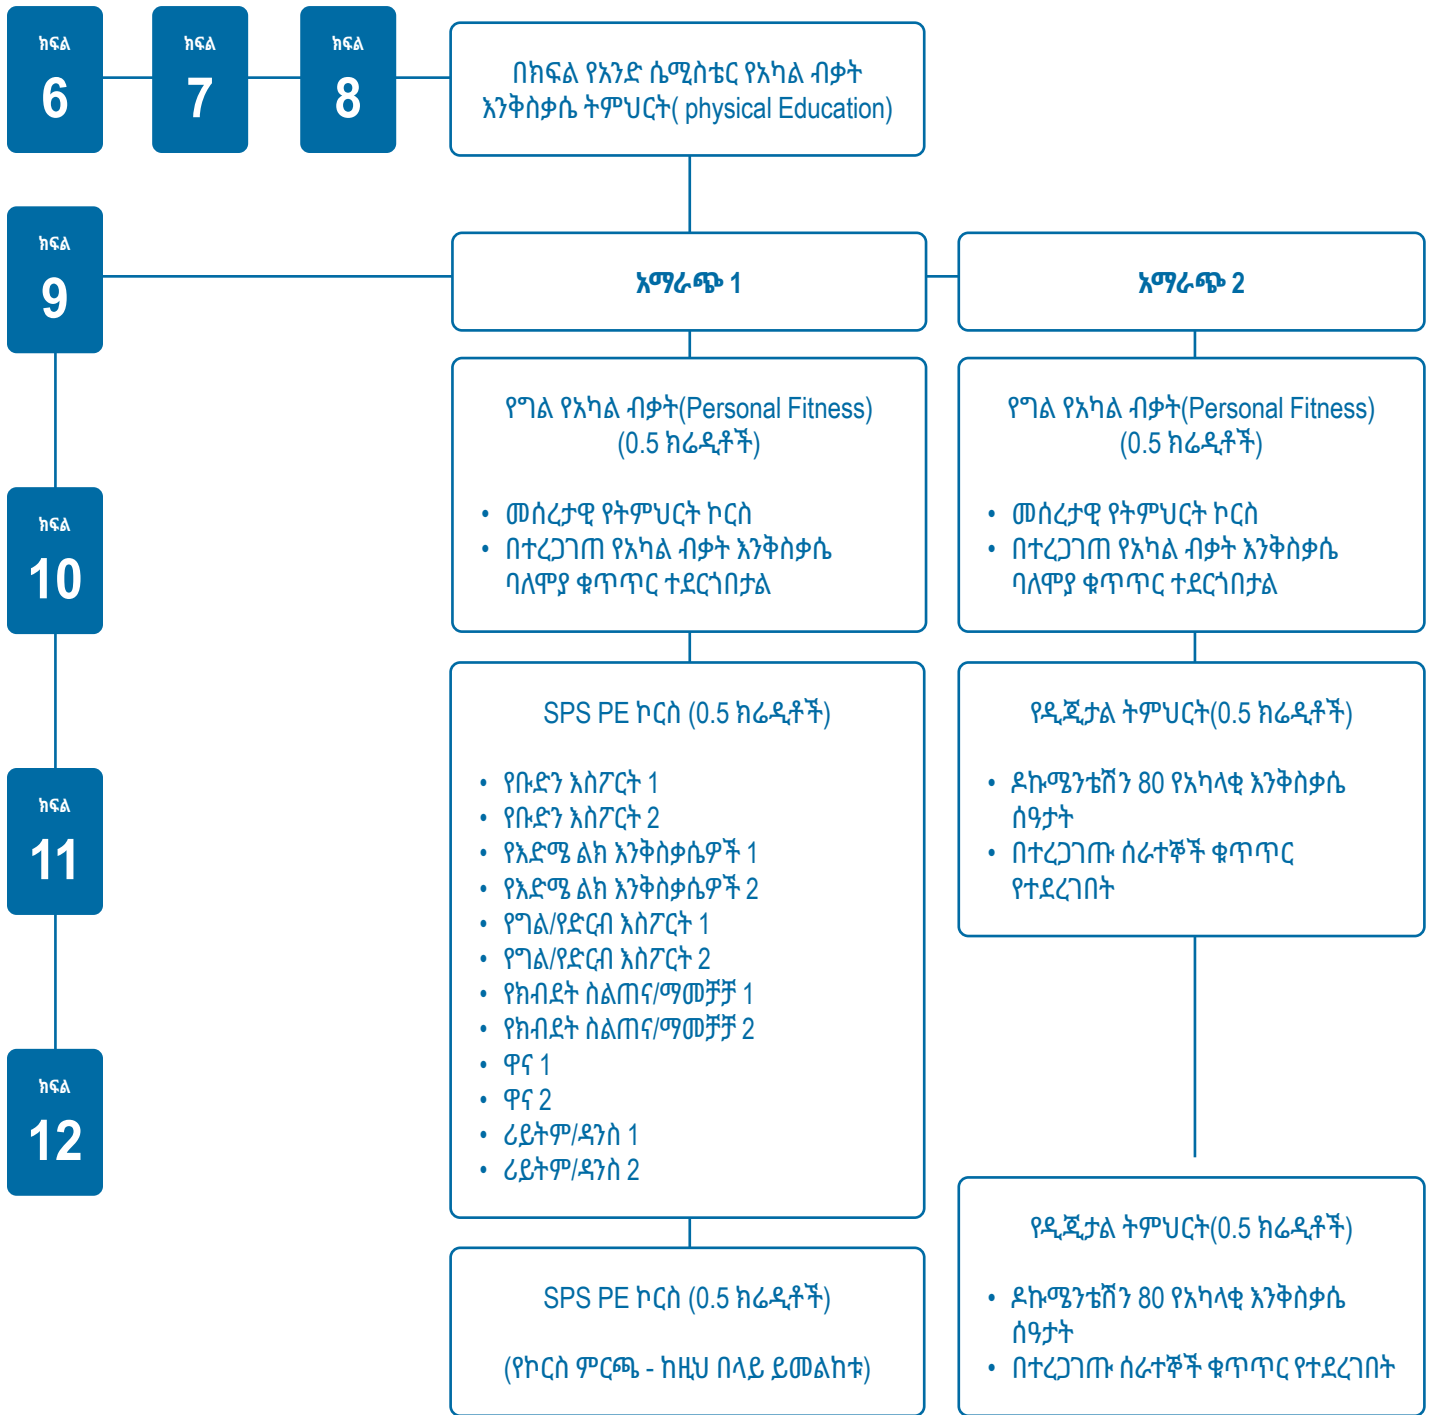 ክፍል
6
ክፍል
7
ክፍል
8
በክፍል የአንድ ሴሚስቴር የአካል ብቃት
እንቅስቃሴ ትምህርት( physical Education)
ክፍል
9
አማራጭ 1
አማራጭ 2
ክፍል
10
ክፍል
11
ክፍል
12
የግል የአካል ብቃት(Personal Fitness)
(0.5 ክሬዲቶች)
• መሰረታዊ የትምህርት ኮርስ
• በተረጋገጠ የአካል ብቃት እንቅስቃሴ
ባለሞያ ቁጥጥር ተደርጎበታል
SPS PE ኮርስ (0.5 ክሬዲቶች)
• የቡድን እስፖርት 1
• የቡድን እስፖርት 2
• የእድሜ ልክ እንቅስቃሴዎች 1
• የእድሜ ልክ እንቅስቃሴዎች 2
• የግል/የድርብ እስፖርት 1
• የግል/የድርብ እስፖርት 2
• የክብደት ስልጠና/ማመቻቻ 1
• የክብደት ስልጠና/ማመቻቻ 2
• ዋና 1
• ዋና 2
• ሪይትም/ዳንስ 1
• ሪይትም/ዳንስ 2
SPS PE ኮርስ (0.5 ክሬዲቶች)
(የኮርስ ምርጫ - ከዚህ በላይ ይመልከቱ)
የግል የአካል ብቃት(Personal Fitness)
(0.5 ክሬዲቶች)
• መሰረታዊ የትምህርት ኮርስ
• በተረጋገጠ የአካል ብቃት እንቅስቃሴ
ባለሞያ ቁጥጥር ተደርጎበታል
የዲጂታል ትምህርት(0.5 ክሬዲቶች)
• ዶኩሜንቴሽን 80 የአካላቂ እንቅስቃሴ
ሰዓታት
• በተረጋገጡ ሰራተኞች ቁጥጥር
የተደረገበት
የዲጂታል ትምህርት(0.5 ክሬዲቶች)
• ዶኩሜንቴሽን 80 የአካላቂ እንቅስቃሴ
ሰዓታት
• በተረጋገጡ ሰራተኞች ቁጥጥር የተደረገበት